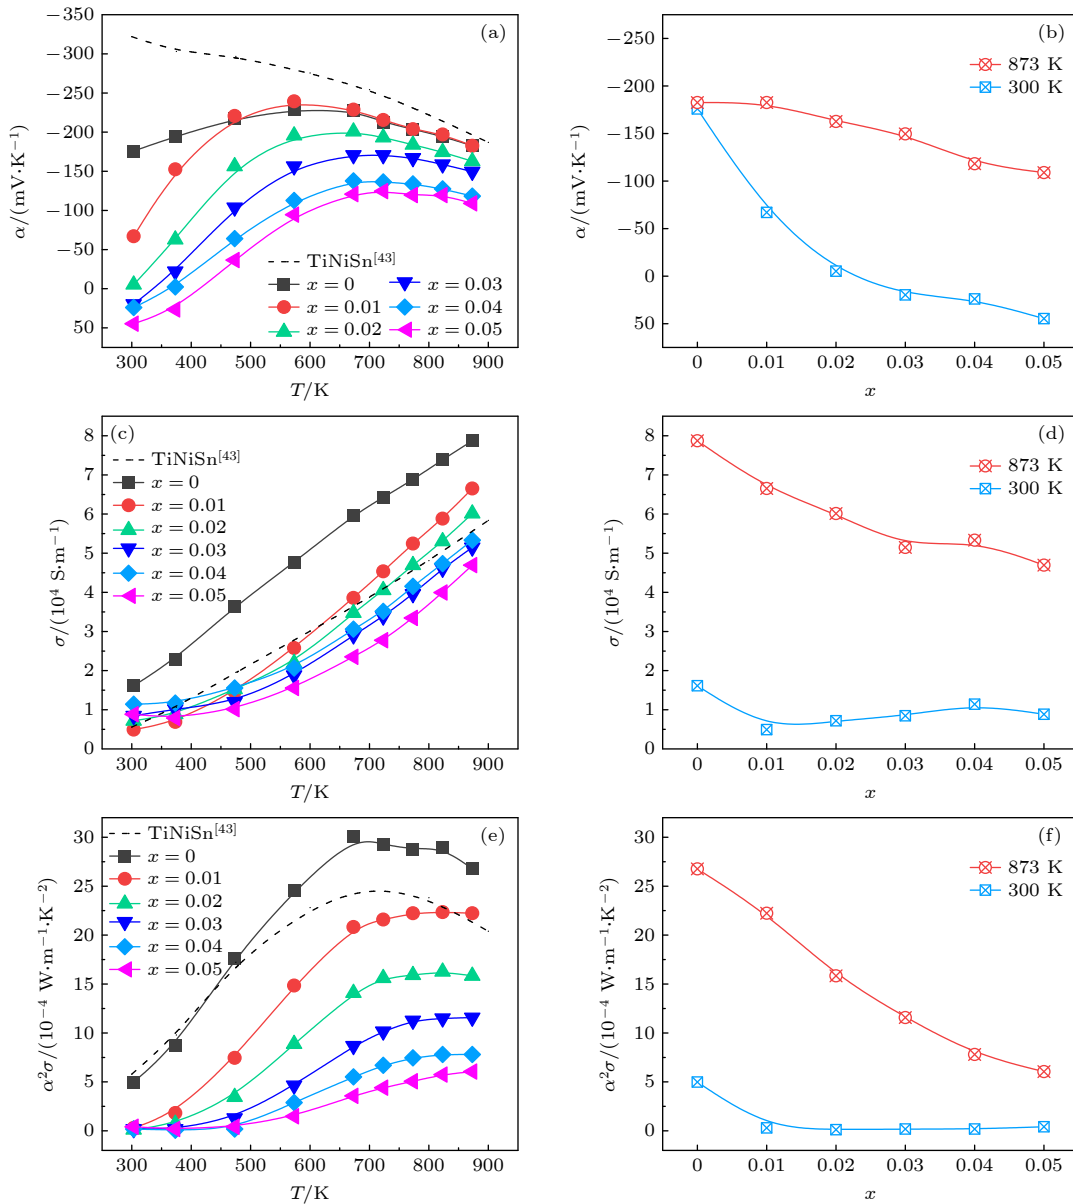 (a)
−350
−300
−250
−200
−150
−100
−50
0
50
α/(mV·K⁻¹)
TiNiSn[43]
x = 0
x = 0.01
x = 0.02
x = 0.03
x = 0.04
x = 0.05
300 400 500 600 700 800 900
T/K
(b)
−250
−200
−150
−100
−50
0
50
α/(mV·K⁻¹)
873 K
300 K
0 0.01 0.02 0.03 0.04 0.05
x
(c)
8
7
6
5
4
3
2
1
0
σ/(10⁴ S·m⁻¹)
TiNiSn[43]
x = 0
x = 0.01
x = 0.02
x = 0.03
x = 0.04
x = 0.05
300 400 500 600 700 800 900
T/K
(d)
8
7
6
5
4
3
2
1
0
σ/(10⁴ S·m⁻¹)
873 K
300 K
0 0.01 0.02 0.03 0.04 0.05
x
(e)
30
25
20
15
10
5
0
α²σ/(10⁻⁴ W·m⁻¹·K⁻²)
TiNiSn[43]
x = 0
x = 0.01
x = 0.02
x = 0.03
x = 0.04
x = 0.05
300 400 500 600 700 800 900
T/K
(f)
30
25
20
15
10
5
0
α²σ/(10⁻⁴ W·m⁻¹·K⁻²)
873 K
300 K
0 0.01 0.02 0.03 0.04 0.05
x